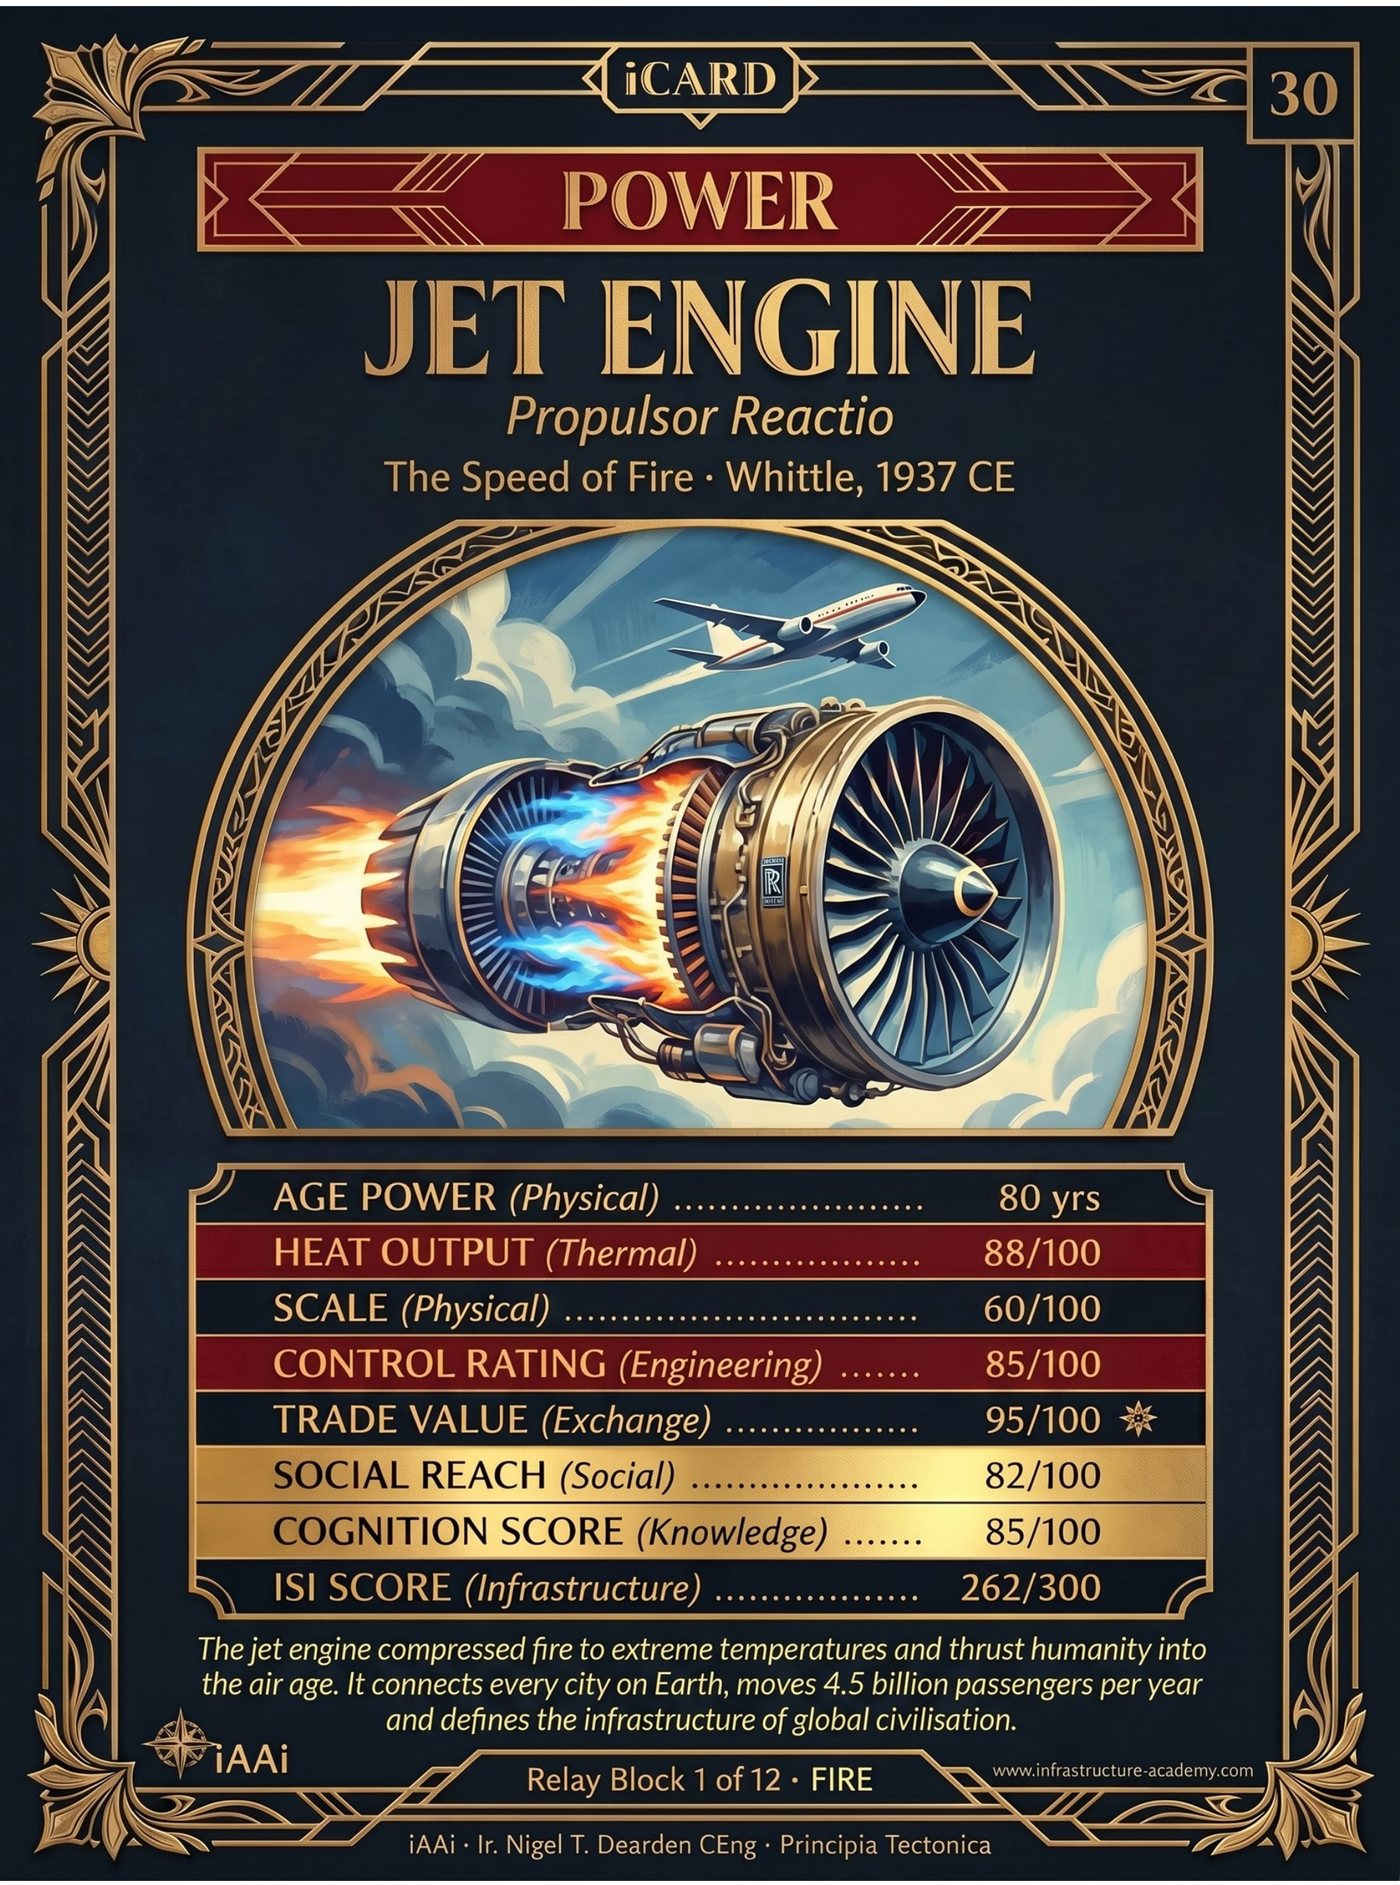 iCARD
30
POWER
JET ENGINE
Propulsor Reactio
The Speed of Fire · Whittle, 1937 CE
R
AGE POWER (Physical) ...................... 80 yrs
HEAT OUTPUT (Thermal) .................. 88/100
SCALE (Physical) ............................... 60/100
CONTROL RATING (Engineering) ....... 85/100
TRADE VALUE (Exchange) ................. 95/100
SOCIAL REACH (Social) .................... 82/100
COGNITION SCORE (Knowledge) ....... 85/100
ISI SCORE (Infrastructure) .................. 262/300
The jet engine compressed fire to extreme temperatures and thrust humanity into
the air age. It connects every city on Earth, moves 4.5 billion passengers per year
and defines the infrastructure of global civilisation.
iAAi
Relay Block 1 of 12 · FIRE
www.infrastructure-academy.com
iAAi · Ir. Nigel T. Dearden CEng · Principia Tectonica